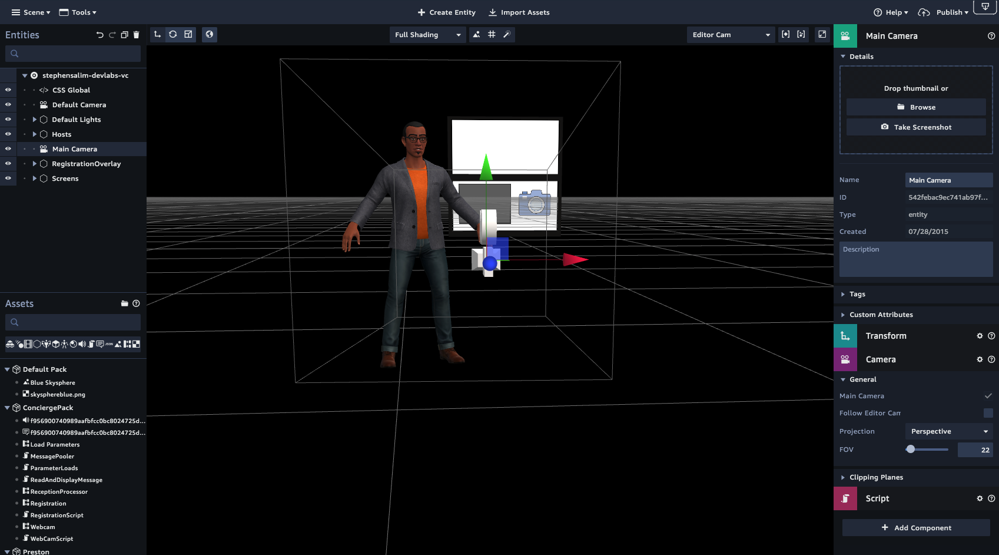 Scene
Tools
Create Entity
Import Assets
Help
Publish
Entities
stephensalim-devlabs-vc
CSS Global
Default Camera
Default Lights
Hosts
Main Camera
RegistrationOverlay
Screens
Assets
JSON
Default Pack
Blue Skysphere
skysphereblue.png
ConciergePack
f956900740989aafbfcc0bc8024725d...
f956900740989aafbfcc0bc8024725d...
Load Parameters
MessagePooler
ParameterLoads
ReadAndDisplayMessage
ReceptionProcessor
Registration
RegistrationScript
Webcam
WebCamScript
Preston
Full Shading
Editor Cam
Main Camera
Details
Drop thumbnail or
Browse
Take Screenshot
Name Main Camera
ID 542febac9ec741ab97f...
Type entity
Created 07/28/2015
Description
Tags
Custom Attributes
Transform
Camera
General
Main Camera
Follow Editor Cam
Projection Perspective
FOV 22
Clipping Planes
Script
Add Component